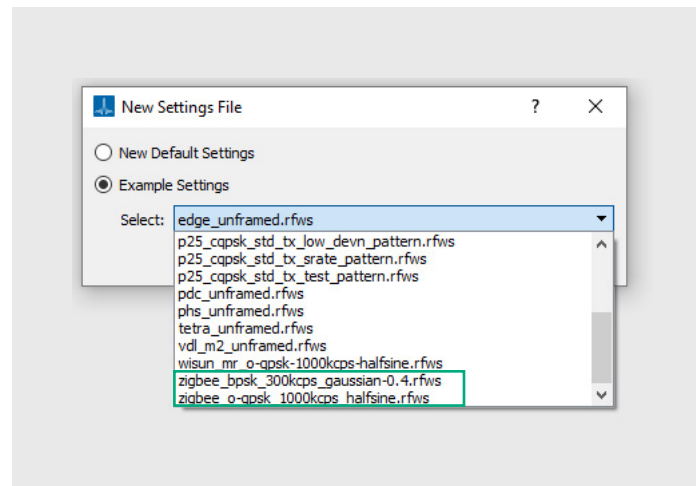 New Settings File
?
New Default Settings
Example Settings
Select: edge_unframed.rfws
p25_cqpsk_std_tx_low_devn_pattern.rfws
p25_cqpsk_std_tx_srate_pattern.rfws
p25_cqpsk_std_tx_test_pattern.rfws
pdc_unframed.rfws
phs_unframed.rfws
tetra_unframed.rfws
vdl_m2_unframed.rfws
wisun_mr_o-qpsk-1000kcps-halfsine.rfws
zigbee_bpsk_300kcps_gaussian-0.4.rfws
zigbee_o-qpsk_1000kcps_halfsine.rfws